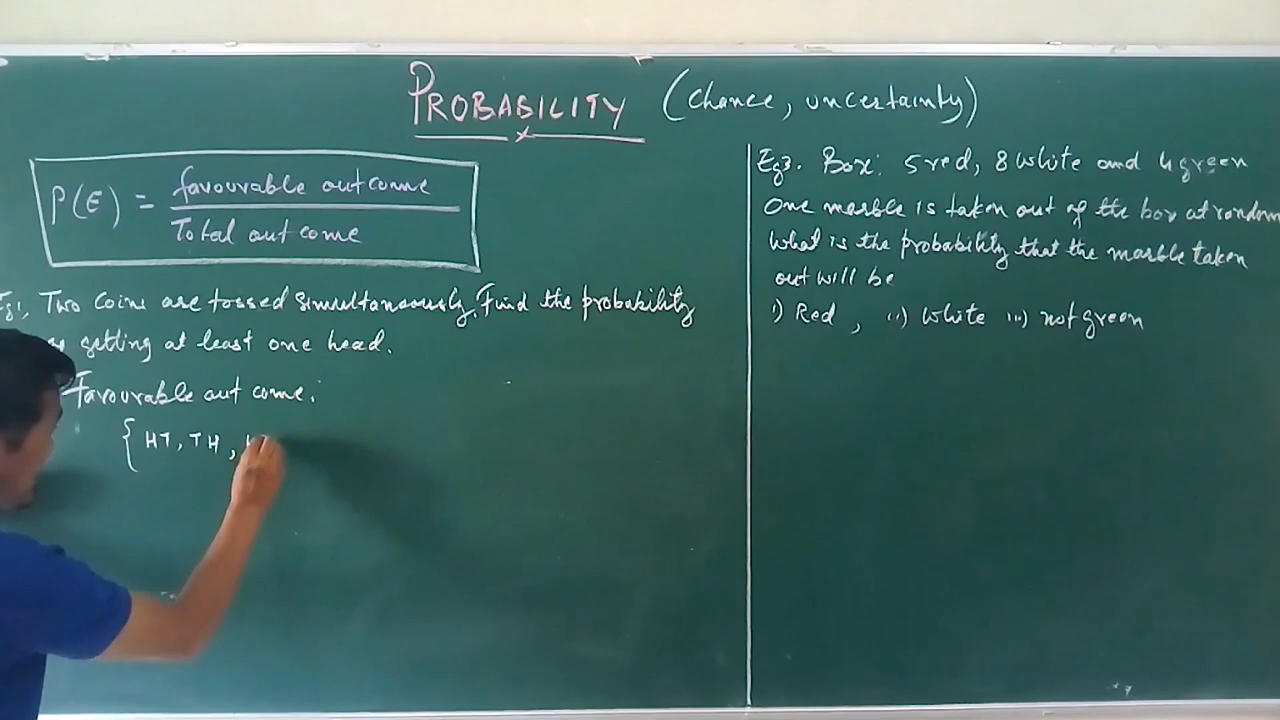 PROBABILITY (Chance, uncertainty)
P(E) = favourable outcome
Total outcome
Eg1. Two coins are tossed simultaneously. Find the probability
getting at least one head.
Favourable outcome:
{ HT, TH, H
Eg3. Box: 5 red, 8 white and 4 green
One marble is taken out of the box at random
What is the probability that the marble taken
out will be
i) Red, ii) White iii) not green